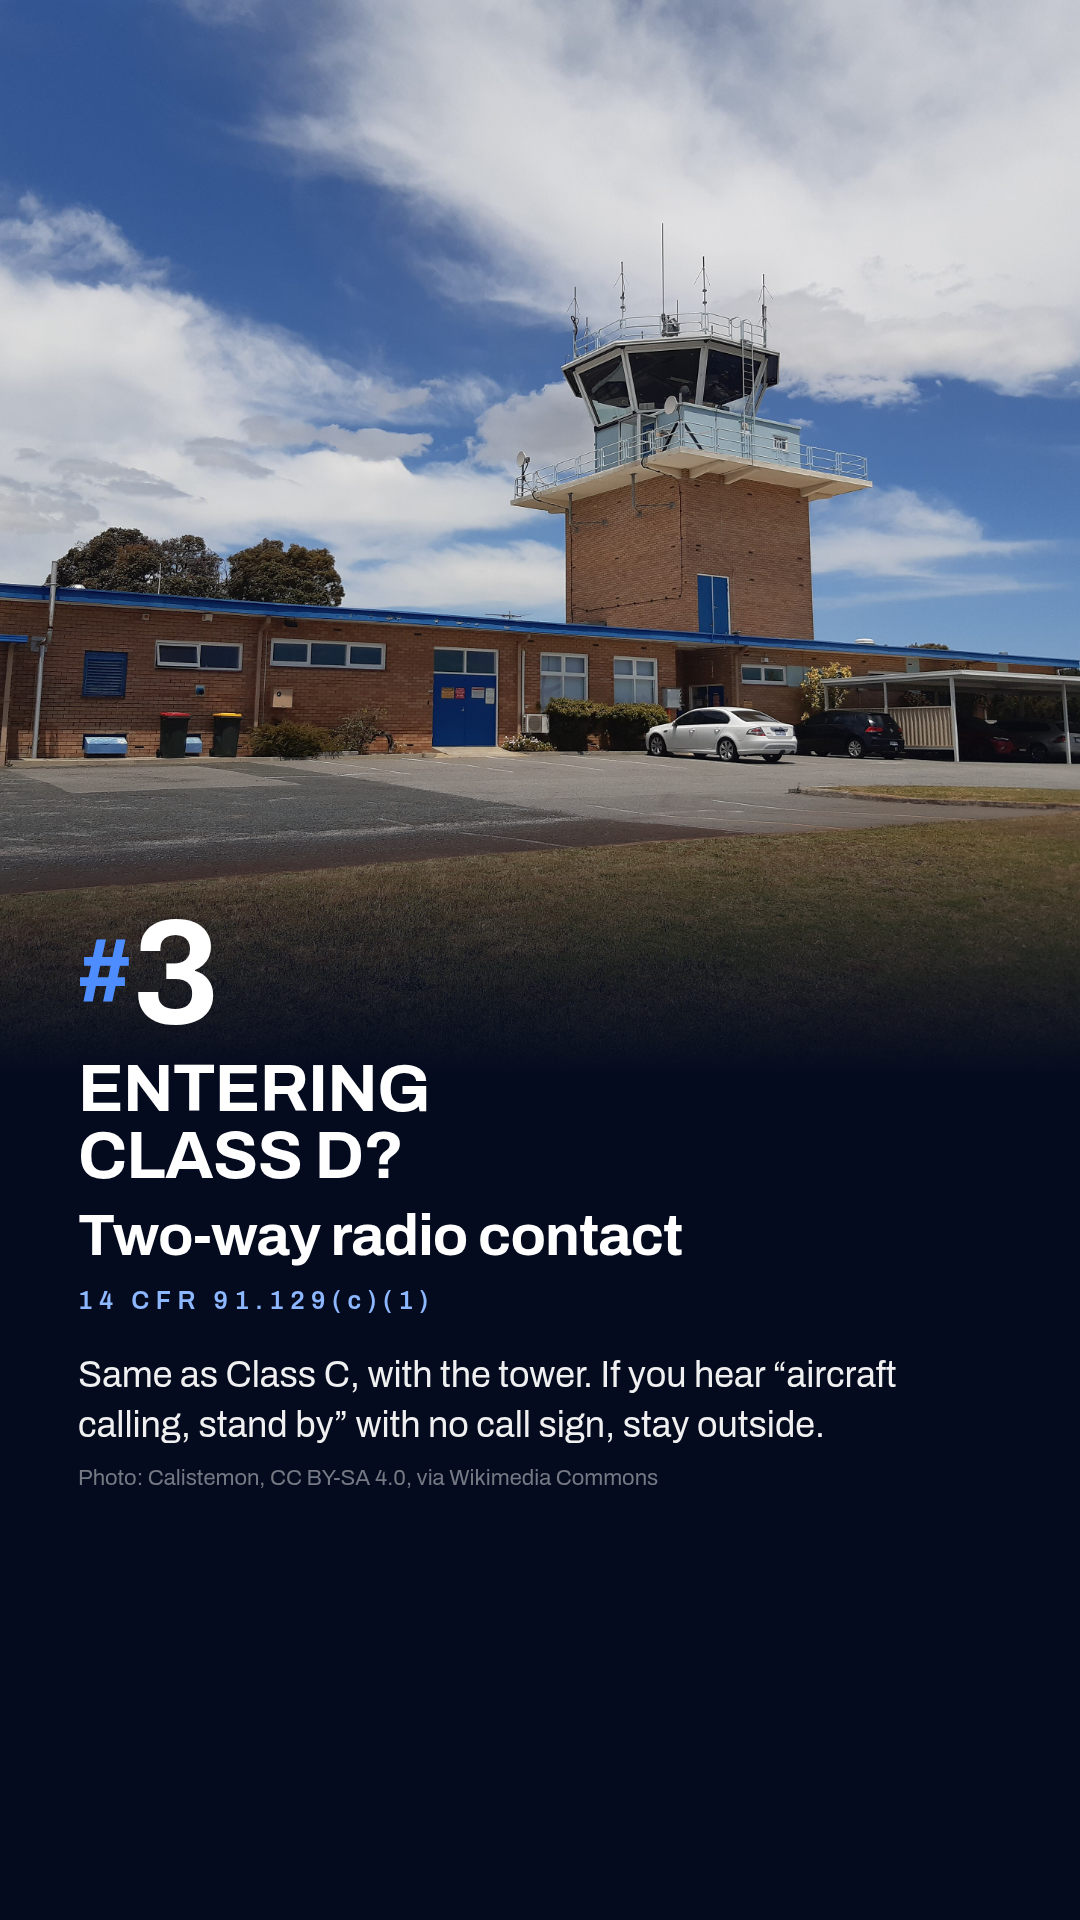 #3
ENTERING
CLASS D?
Two-way radio contact
14 CFR 91.129(c)(1)
Same as Class C, with the tower. If you hear “aircraft
calling, stand by” with no call sign, stay outside.
Photo: Calistemon, CC BY-SA 4.0, via Wikimedia Commons